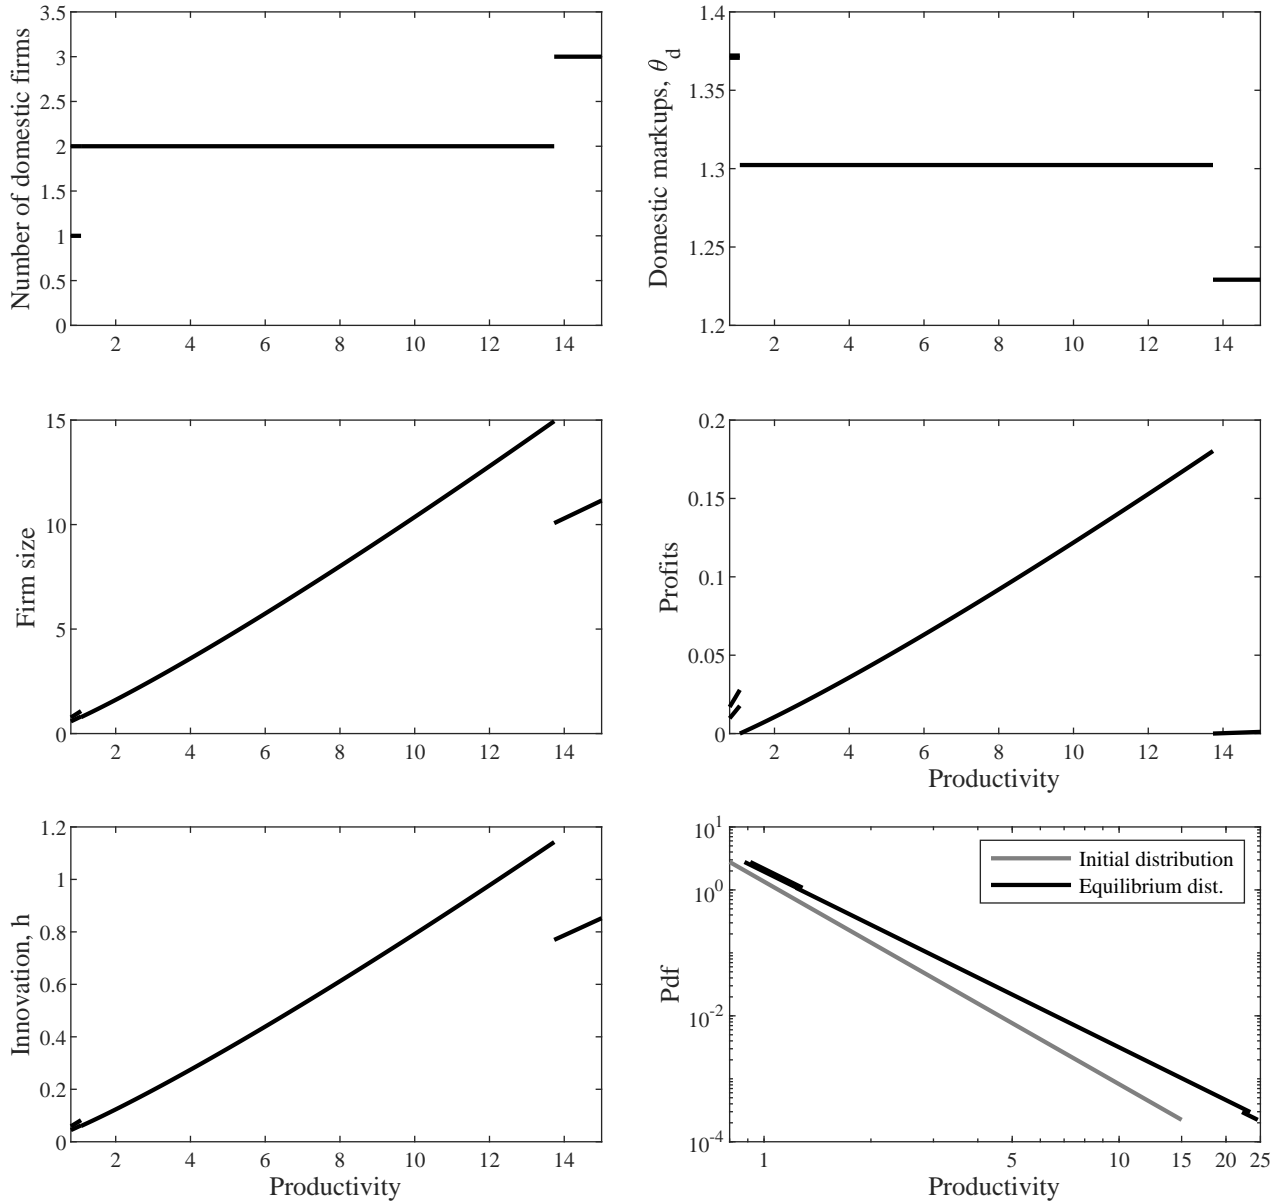 Number of domestic firms
3.5
3
2.5
2
1.5
1
0.5
0
2 4 6 8 10 12 14
Domestic markups, θ_d
1.4
1.35
1.3
1.25
1.2
2 4 6 8 10 12 14
Firm size
15
10
5
0
2 4 6 8 10 12 14
Profits
0.2
0.15
0.1
0.05
0
2 4 6 8 10 12 14
Productivity
Innovation, h
1.2
1
0.8
0.6
0.4
0.2
0
2 4 6 8 10 12 14
Productivity
Pdf
10^1
10^0
10^-2
10^-4
Initial distribution
Equilibrium dist.
1 5 10 15 20 25
Productivity